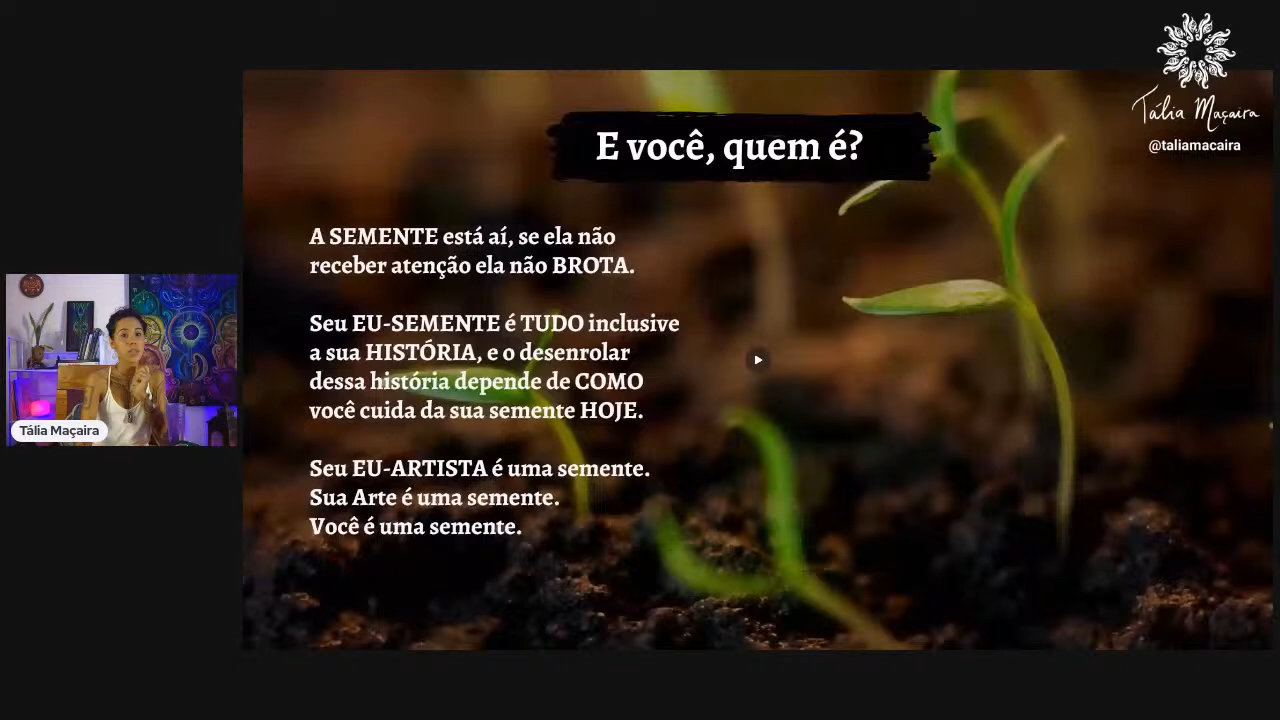 Tália Maçaira
@taliamacaira
E você, quem é?
A SEMENTE está aí, se ela não
receber atenção ela não BROTA.
Seu EU-SEMENTE é TUDO inclusive
a sua HISTÓRIA, e o desenrolar
dessa história depende de COMO
você cuida da sua semente HOJE.
Seu EU-ARTISTA é uma semente.
Sua Arte é uma semente.
Você é uma semente.
Tália Maçaira